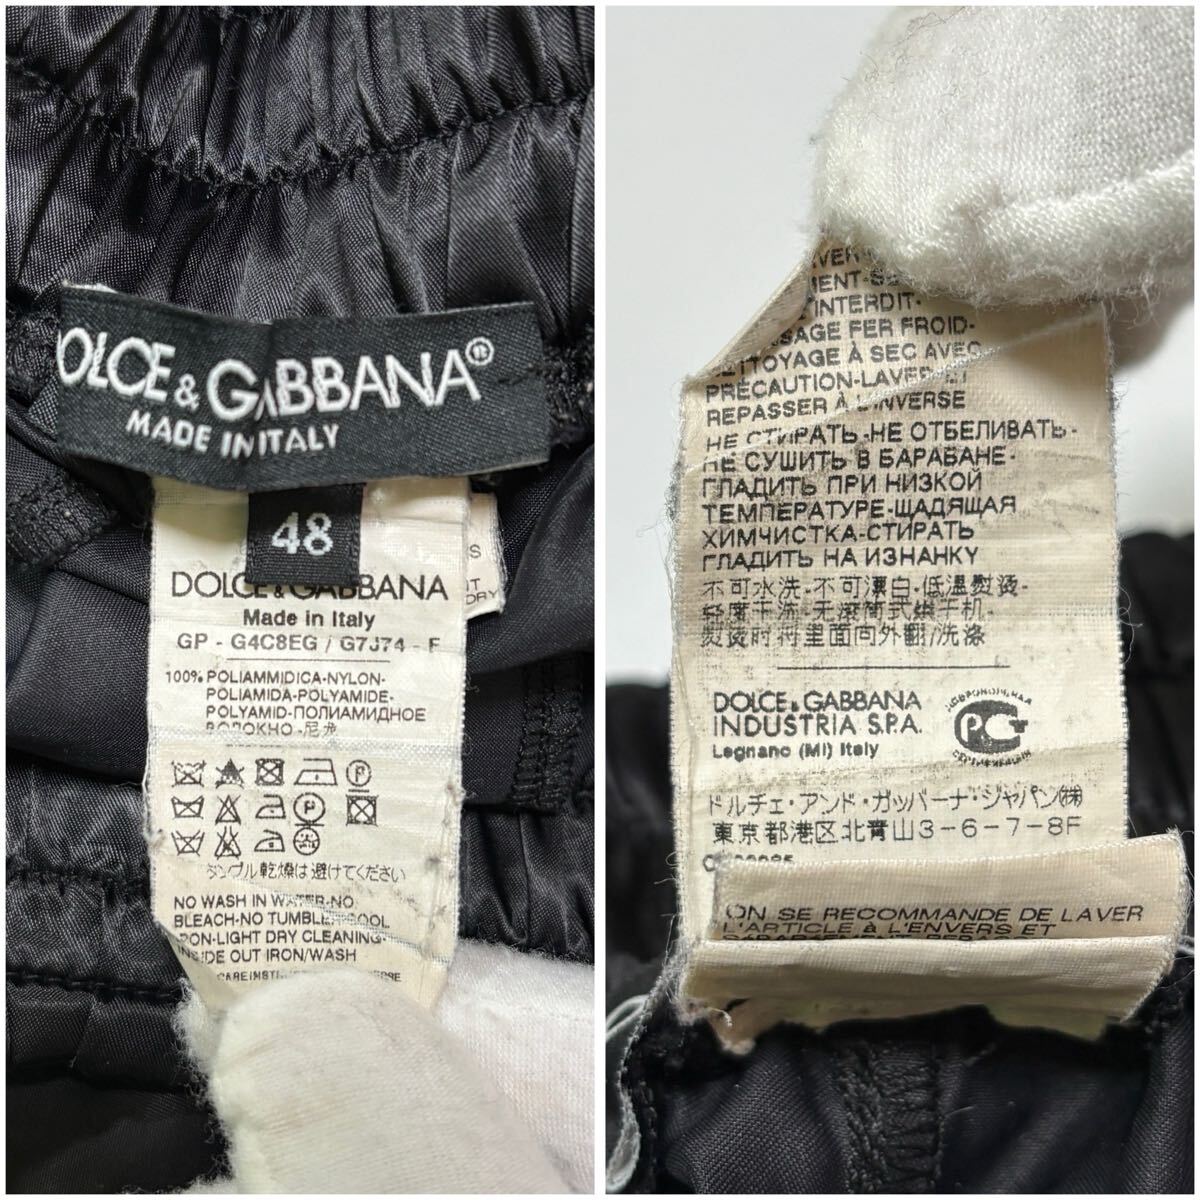 DOLCE & GABBANA®
MADE IN ITALY
48
DOLCE & GABBANA
Made in Italy
GP - G4C8EG / G7J74 - F
100% POLIAMMIDICA-NYLON-
POLIAMIDA-POLYAMIDE-
POLYAMID-ПОЛИАМИДНОЕ
ВОЛОКНО-尼龙
タンブル乾燥は避けてください
NO WASH IN WATER-NO
BLEACH-NO TUMBLE-COOL
IRON-LIGHT DRY CLEANING-
INSIDE OUT IRON/WASH
S
DRY
INTERDIT-
FER FROID-
NETTOYAGE À SEC AVEC
PRÉCAUTION-LAVER ET
REPASSER À L'INVERSE
НЕ СТИРАТЬ-НЕ ОТБЕЛИВАТЬ-
НЕ СУШИТЬ В БАРАБАНЕ-
ГЛАДИТЬ ПРИ НИЗКОЙ
ТЕМПЕРАТУРЕ-ЩАДЯЩАЯ
ХИМЧИСТКА-СТИРАТЬ
ГЛАДИТЬ НА ИЗНАНКУ
不可水洗-不可漂白-低温熨烫-
轻度干洗-无滚筒式烘干机-
熨烫时将里面向外翻/洗涤
DOLCE & GABBANA
INDUSTRIA S.P.A.
Legnano (MI) Italy
ДОБРОВОЛЬНАЯ
РСТ
СЕРТИФИКАЦИЯ
ドルチェ・アンド・ガッバーナ・ジャパン(株)
東京都港区北青山3-6-7-8F
ON SE RECOMMANDE DE LAVER
L'ARTICLE À L'ENVERS ET